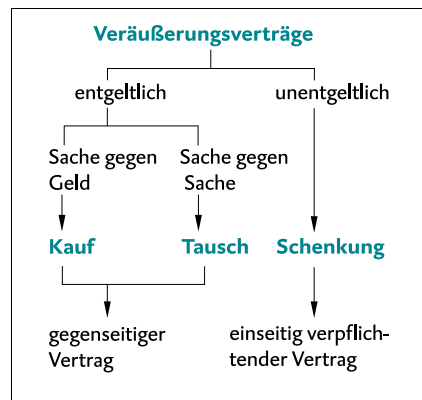 Veräußerungsverträge
entgeltlich
unentgeltlich
Sache gegen
Geld
Sache gegen
Sache
Kauf
Tausch
Schenkung
gegenseitiger
Vertrag
einseitig verpflich-
tender Vertrag